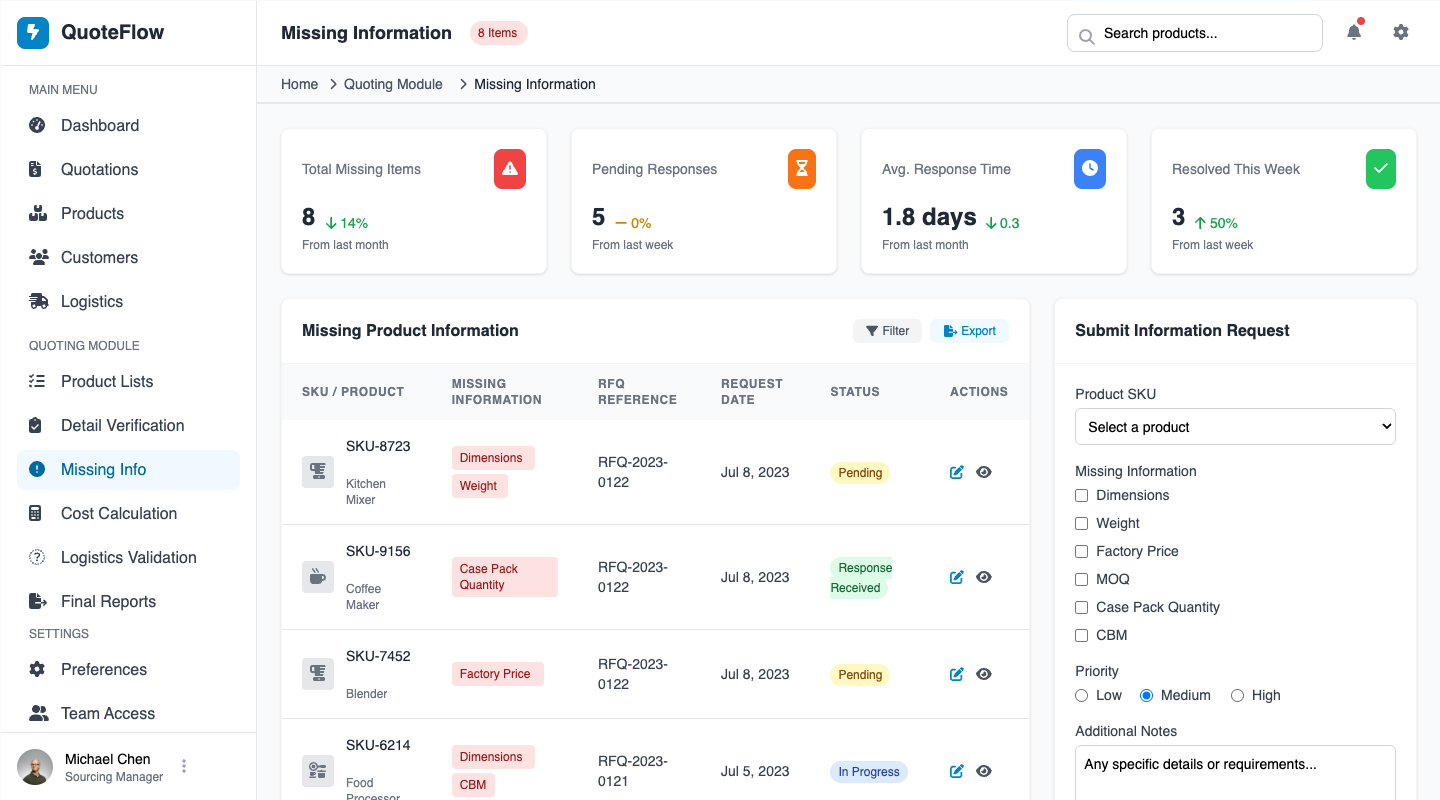 QuoteFlow
Missing Information
8 Items
Search products...
MAIN MENU
Dashboard
Quotations
Products
Customers
Logistics
QUOTING MODULE
Product Lists
Detail Verification
Missing Info
Cost Calculation
Logistics Validation
Final Reports
SETTINGS
Preferences
Team Access
Michael Chen
Sourcing Manager
Home
Quoting Module
Missing Information
Total Missing Items
8
14%
From last month
Pending Responses
5
0%
From last week
Avg. Response Time
1.8 days
0.3
From last month
Resolved This Week
3
50%
From last week
Missing Product Information
Filter
Export
SKU / PRODUCT
MISSING
INFORMATION
RFQ
REFERENCE
REQUEST
DATE
STATUS
ACTIONS
SKU-8723
Kitchen
Mixer
Dimensions
Weight
RFQ-2023-
0122
Jul 8, 2023
Pending
SKU-9156
Coffee
Maker
Case Pack
Quantity
RFQ-2023-
0122
Jul 8, 2023
Response
Received
SKU-7452
Blender
Factory Price
RFQ-2023-
0122
Jul 8, 2023
Pending
SKU-6214
Food
Processor
Dimensions
CBM
RFQ-2023-
0121
Jul 5, 2023
In Progress
Submit Information Request
Product SKU
Select a product
Missing Information
Dimensions
Weight
Factory Price
MOQ
Case Pack Quantity
CBM
Priority
Low
Medium
High
Additional Notes
Any specific details or requirements...